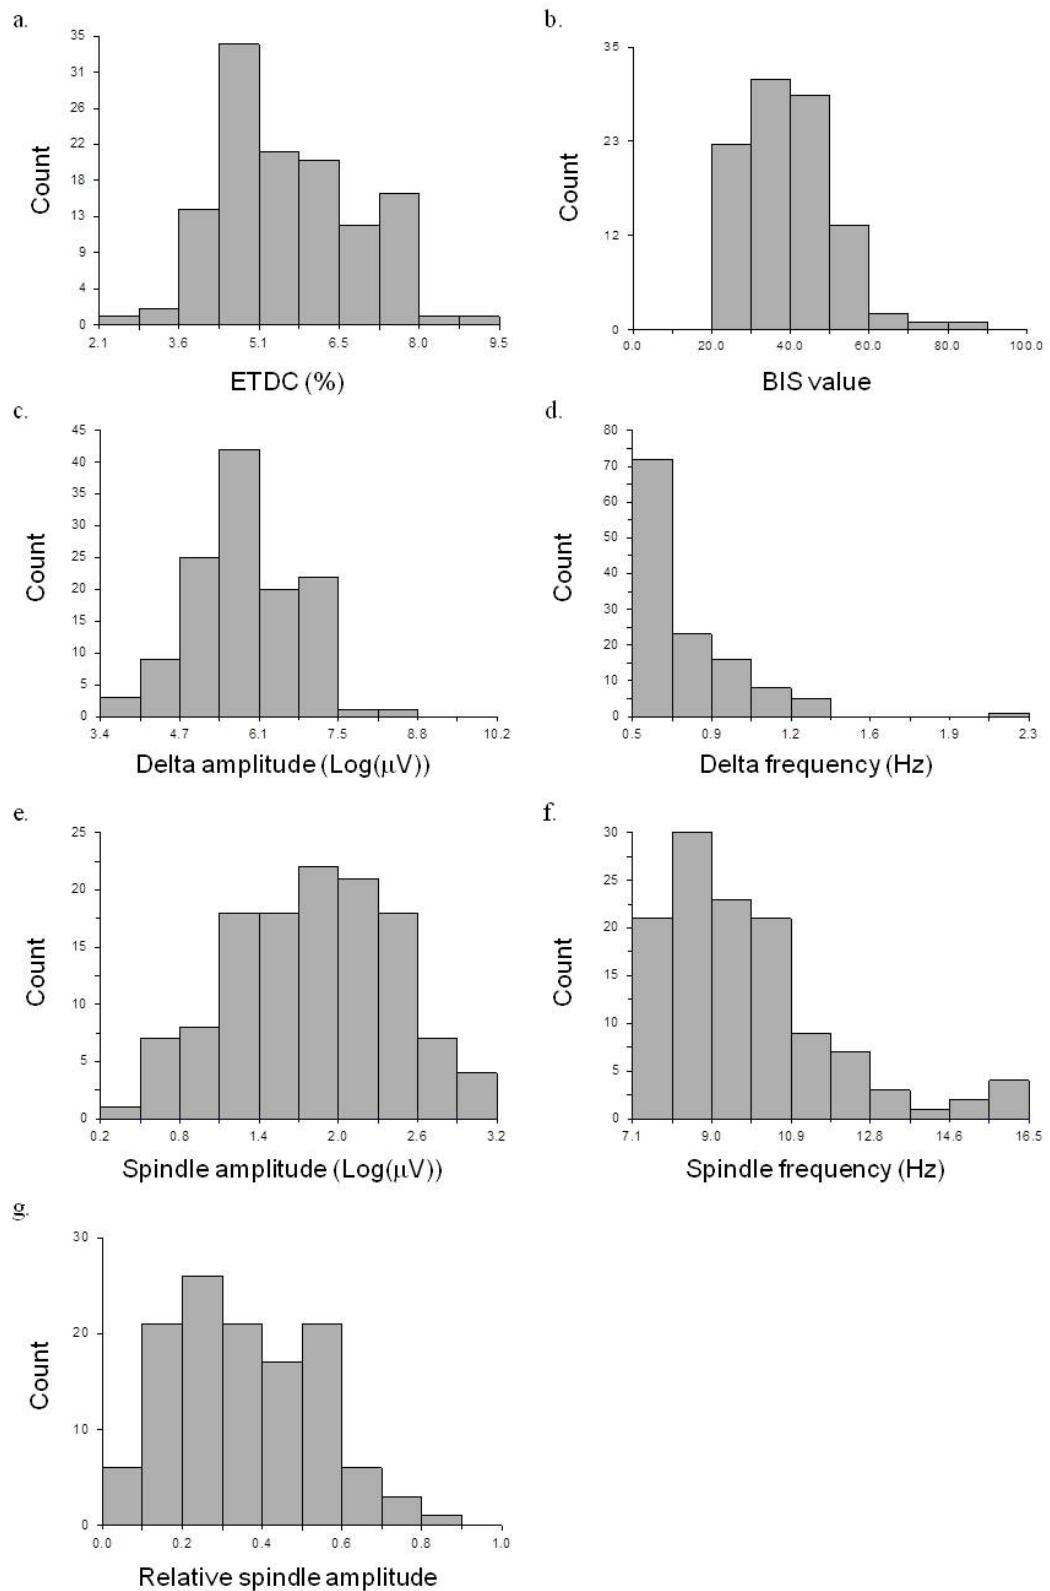 a.
35
31
26
22
18
13
9
4
0
Count
2.1 3.6 5.1 6.5 8.0 9.5
ETDC (%)
b.
35
23
12
0
Count
0.0 20.0 40.0 60.0 80.0 100.0
BIS value
c.
45
40
35
30
25
20
15
10
5
0
Count
3.4 4.7 6.1 7.5 8.8 10.2
Delta amplitude (Log(μV))
d.
80
70
60
50
40
30
20
10
0
Count
0.5 0.9 1.2 1.6 1.9 2.3
Delta frequency (Hz)
e.
25
20
15
10
5
0
Count
0.2 0.8 1.4 2.0 2.6 3.2
Spindle amplitude (Log(μV))
f.
30
25
20
15
10
5
0
Count
7.1 9.0 10.9 12.8 14.6 16.5
Spindle frequency (Hz)
g.
30
20
10
0
Count
0.0 0.2 0.4 0.6 0.8 1.0
Relative spindle amplitude